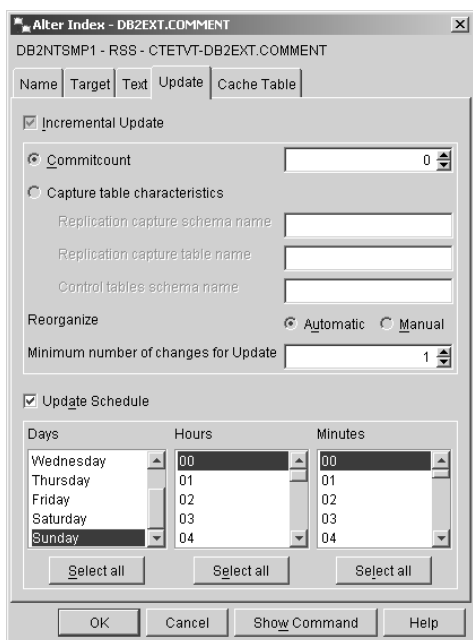 Alter Index - DB2EXT.COMMENT
DB2NTSMP1 - RSS - CTETVT-DB2EXT.COMMENT
Name Target Text Update Cache Table
Incremental Update
Commitcount 0
Capture table characteristics
Replication capture schema name
Replication capture table name
Control tables schema name
Reorganize Automatic Manual
Minimum number of changes for Update 1
Update Schedule
Days Hours Minutes
Wednesday 00 00
Thursday 01 01
Friday 02 02
Saturday 03 03
Sunday 04 04
Select all Select all Select all
OK Cancel Show Command Help